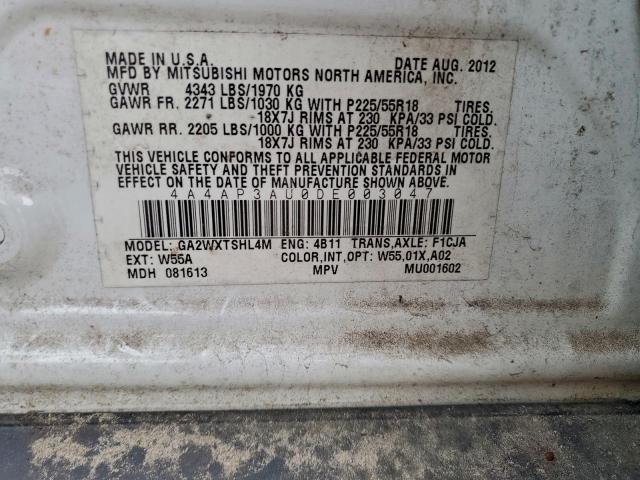 MADE IN U.S.A. DATE AUG. 2012
MFD BY MITSUBISHI MOTORS NORTH AMERICA, INC.
GVWR 4343 LBS/1970 KG
GAWR FR. 2271 LBS/1030 KG WITH P225/55R18 TIRES.
18X7J RIMS AT 230 KPA/33 PSI COLD.
GAWR RR. 2205 LBS/1000 KG WITH P225/55R18 TIRES.
18X7J RIMS AT 230 KPA/33 PSI COLD.
THIS VEHICLE CONFORMS TO ALL APPLICABLE FEDERAL MOTOR
VEHICLE SAFETY AND THEFT PREVENTION STANDARDS IN
EFFECT ON THE DATE OF MANUFACTURE SHOWN ABOVE.
4A4AP3AU0DE003047
MODEL: GA2WXTSHL4M ENG: 4B11 TRANS,AXLE: F1CJA
EXT: W55A COLOR,INT,OPT: W55,01X,A02
MDH 081613 MPV MU001602